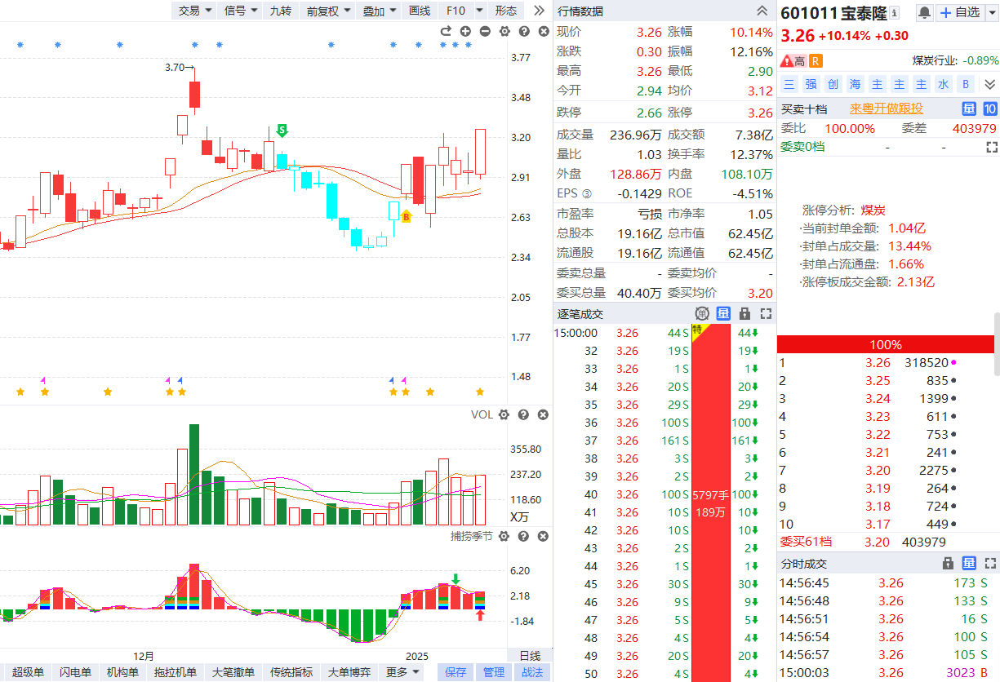 交易 信号 九转 前复权 叠加 画线 F10 形态
3.70
S
B
3.77
3.48
3.20
2.91
2.63
2.34
2.05
1.77
1.48
VOL
355.80
237.20
118.60
X万
捕捞季节
6.20
2.18
-1.84
12月 2025 日线
超级单 闪电单 机构单 拖拉机单 大笔撤单 传统指标 大单博弈 更多 保存 管理 战法
行情数据
现价 3.26 涨幅 10.14%
涨跌 0.30 振幅 12.16%
最高 3.26 最低 2.90
今开 2.94 均价 3.12
跌停 2.66 涨停 3.26
成交量 236.96万 成交额 7.38亿
量比 1.03 换手率 12.37%
外盘 128.86万 内盘 108.10万
EPS ③ -0.1429 ROE -4.51%
市盈率 亏损 市净率 1.05
总股本 19.16亿 总市值 62.45亿
流通股 19.16亿 流通值 62.45亿
委卖总量 - 委卖均价 -
委买总量 40.40万 委买均价 3.20
逐笔成交 单 量
特
15:00:00 3.26 44 S 44
32 3.26 19 S 19
33 3.26 1 S 1
34 3.26 20 S 20
35 3.26 29 S 29
36 3.26 100 S 100
37 3.26 161 S 161
38 3.26 3 S 3
39 3.26 2 S 2
40 3.26 100 S 5797手 100
41 3.26 10 S 189万 10
42 3.26 10 S 10
43 3.26 2 S 2
44 3.26 1 S 1
45 3.26 30 S 30
46 3.26 9 S 9
47 3.26 5 S 5
48 3.26 4 S 4
49 3.26 20 S 20
50 3.26 4 S 4
601011 宝泰隆 自选
3.26 +10.14% +0.30
高 R 煤炭行业: -0.89%
三 强 创 海 主 主 主 水 B
买卖十档 来粤开做跟投 量 10
委比 100.00% 委差 403979
委卖0档 - -
涨停分析: 煤炭
·当前封单金额: 1.04亿
·封单占成交量: 13.44%
·封单占流通盘: 1.66%
·涨停板成交金额: 2.13亿
100%
1 3.26 318520
2 3.25 835
3 3.24 1399
4 3.23 611
5 3.22 753
6 3.21 241
7 3.20 2275
8 3.19 264
9 3.18 724
10 3.17 449
委买61档 3.20 403979
分时成交 量
14:56:45 3.26 173 S
14:56:48 3.26 133 S
14:56:51 3.26 16 S
14:56:54 3.26 100 S
14:56:57 3.26 105 S
15:00:03 3.26 3023 B